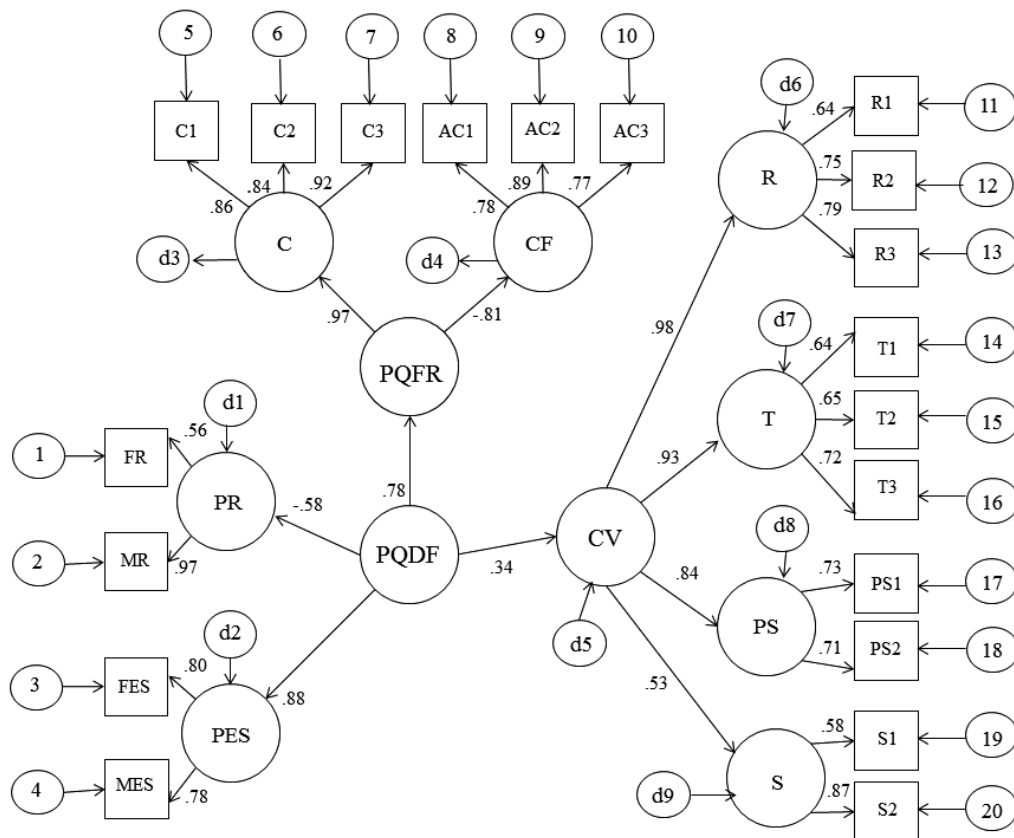 5 6 7 8 9 10
C1 C2 C3 AC1 AC2 AC3
.86 .84 .92 .78 .89 .77
C CF
d3 d4
.97 -.81
PQFR
.78
PQDF
d1
1 FR .56
PR -.58
2 MR .97
d2
3 FES .80
PES .88
4 MES .78
.34 CV
d5
.98
d6
R
.64 R1 11
.75 R2 12
.79 R3 13
.93
d7
T
.64 T1 14
.65 T2 15
.72 T3 16
.84
d8
PS
.73 PS1 17
.71 PS2 18
.53
d9
S
.58 S1 19
.87 S2 20